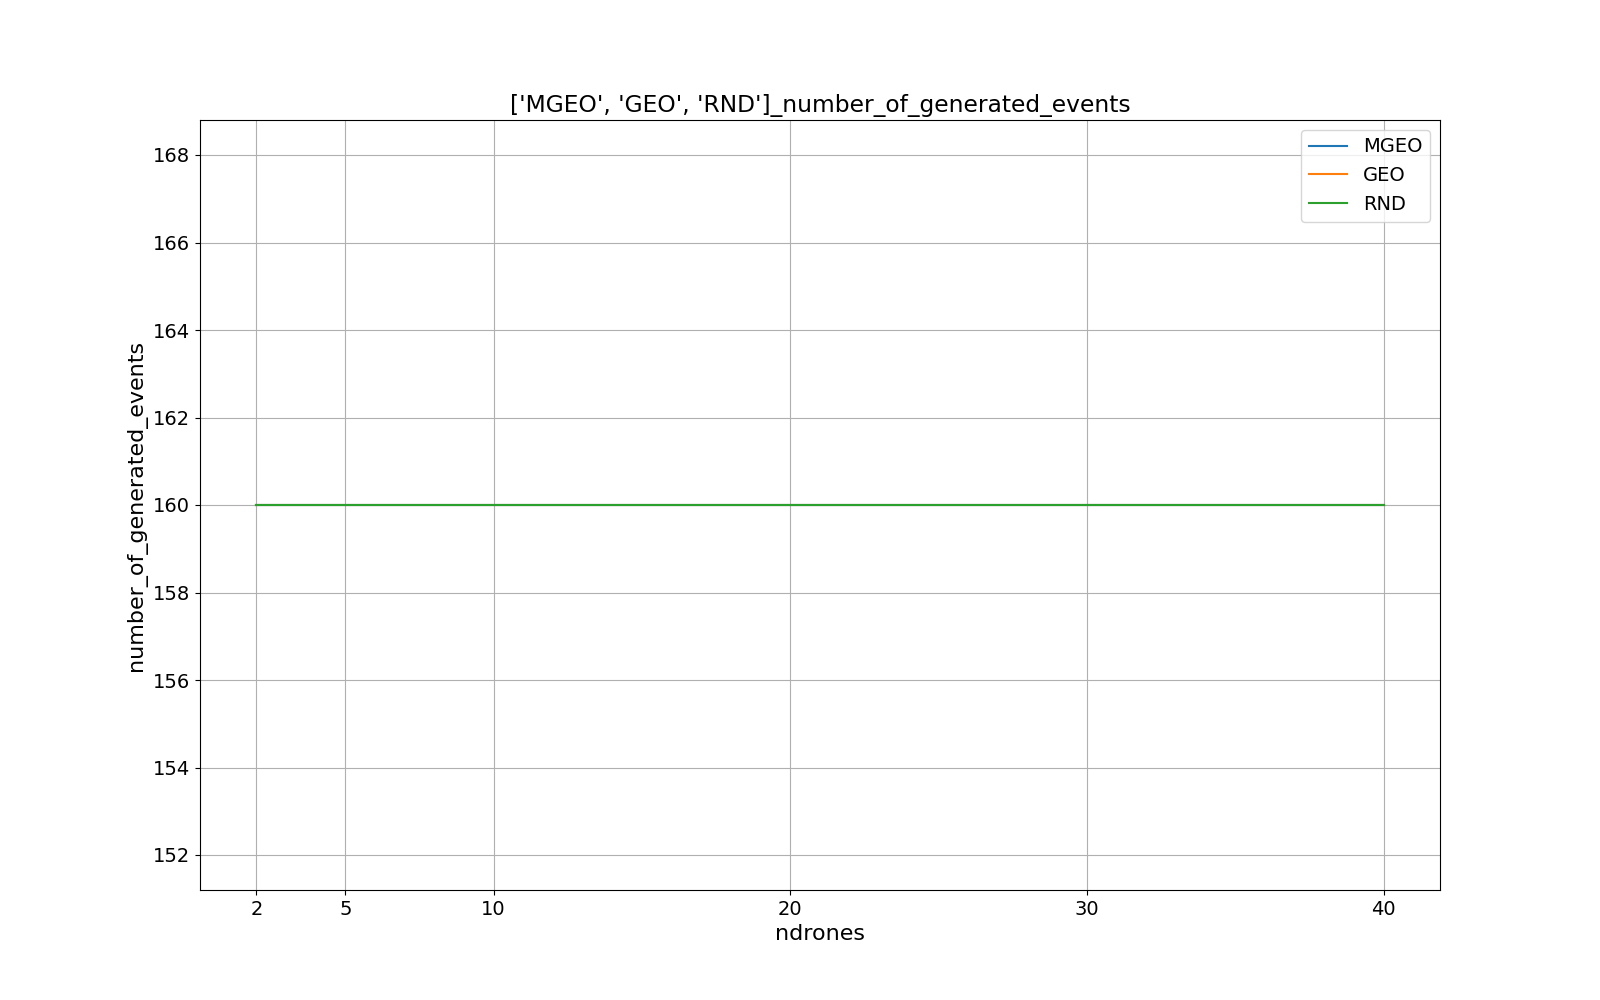 ['MGEO', 'GEO', 'RND']_number_of_generated_events
MGEO
GEO
RND
number_of_generated_events
168
166
164
162
160
158
156
154
152
2 5 10 20 30 40
ndrones